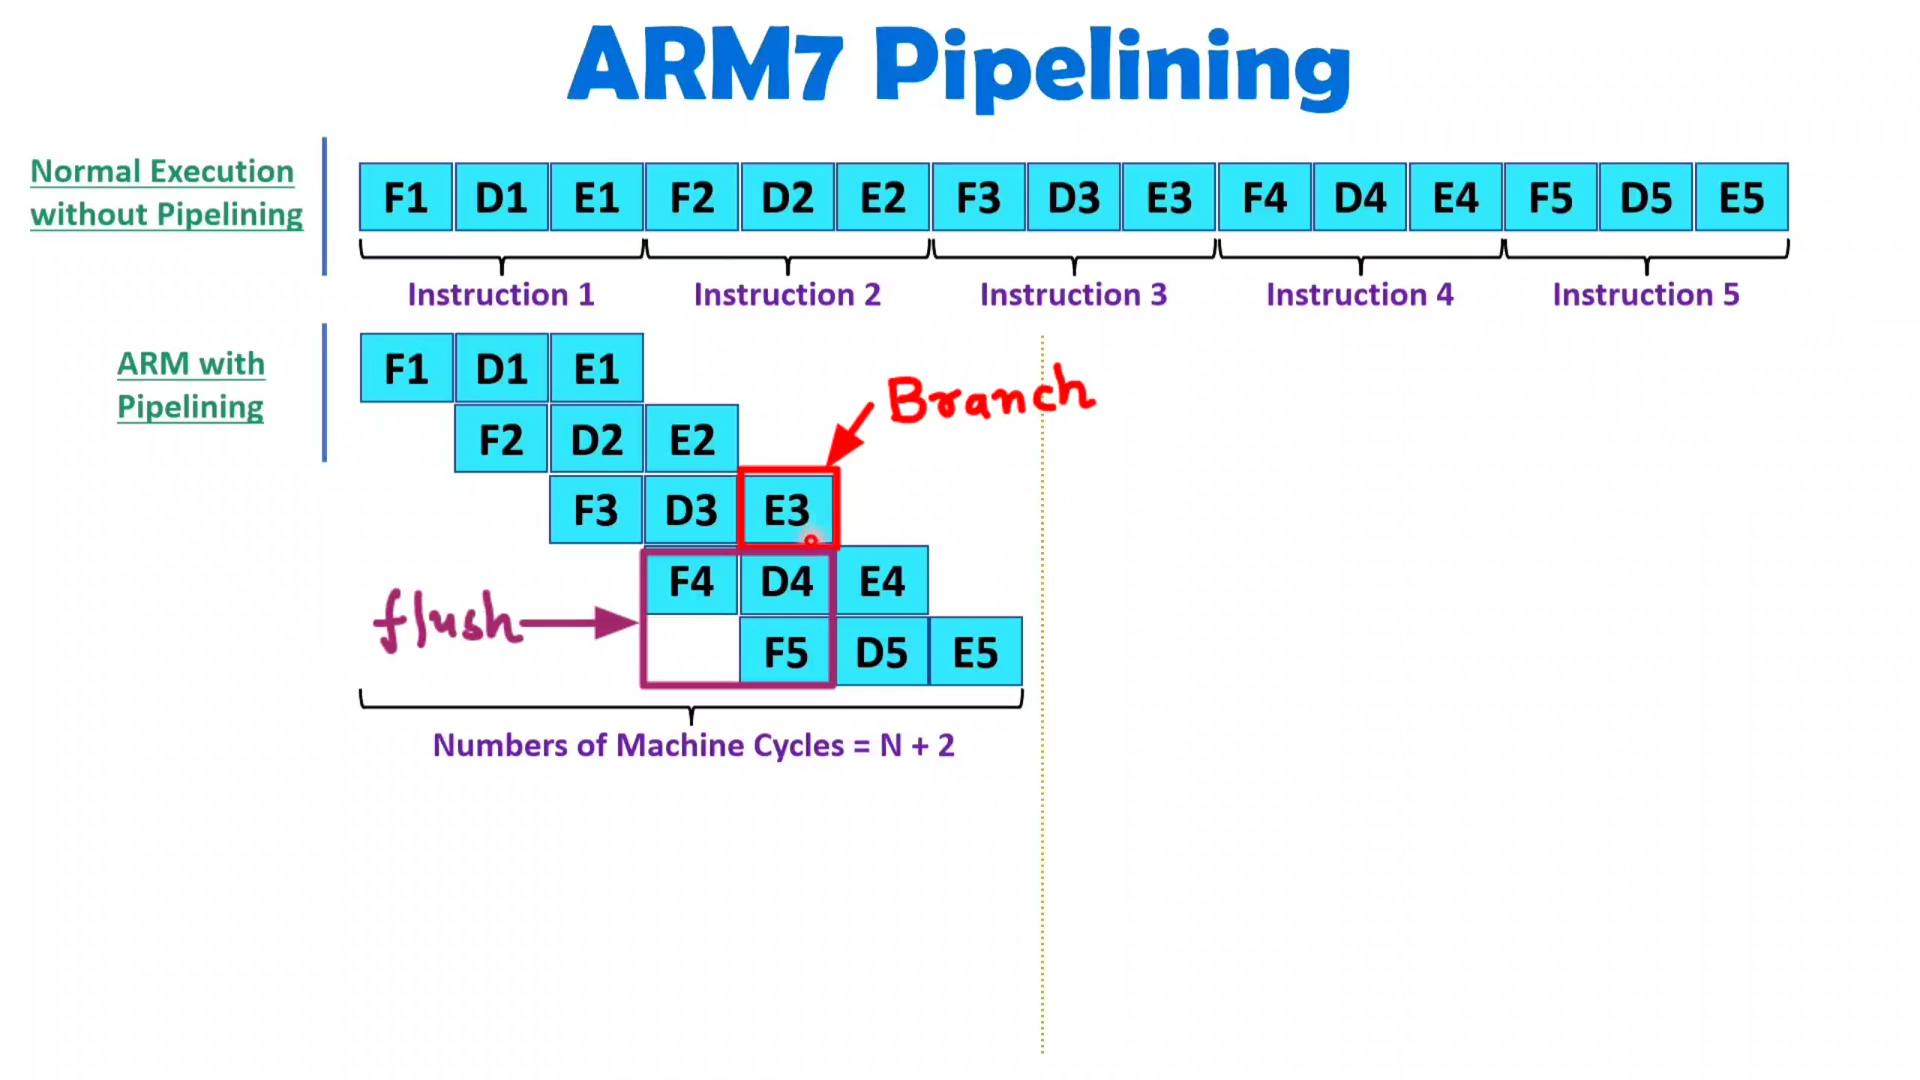 ARM7 Pipelining
Normal Execution
without Pipelining
F1 D1 E1 F2 D2 E2 F3 D3 E3 F4 D4 E4 F5 D5 E5
Instruction 1 Instruction 2 Instruction 3 Instruction 4 Instruction 5
ARM with
Pipelining
F1 D1 E1
Branch
F2 D2 E2
F3 D3 E3
F4 D4 E4
flush
F5 D5 E5
Numbers of Machine Cycles = N + 2